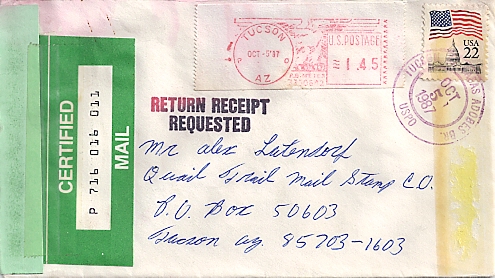 TUCSON
OCT -5'87
P O
AZ
U.S. POSTAGE
1.45
USA
22
OCT
5
1987
CERTIFIED
MAIL
P 716 016 011
RETURN RECEIPT
REQUESTED
Mr Alex Lutendorf
Quail Trail Mail Stamp C.O.
P.O. Box 50603
Tucson az 85703-1603